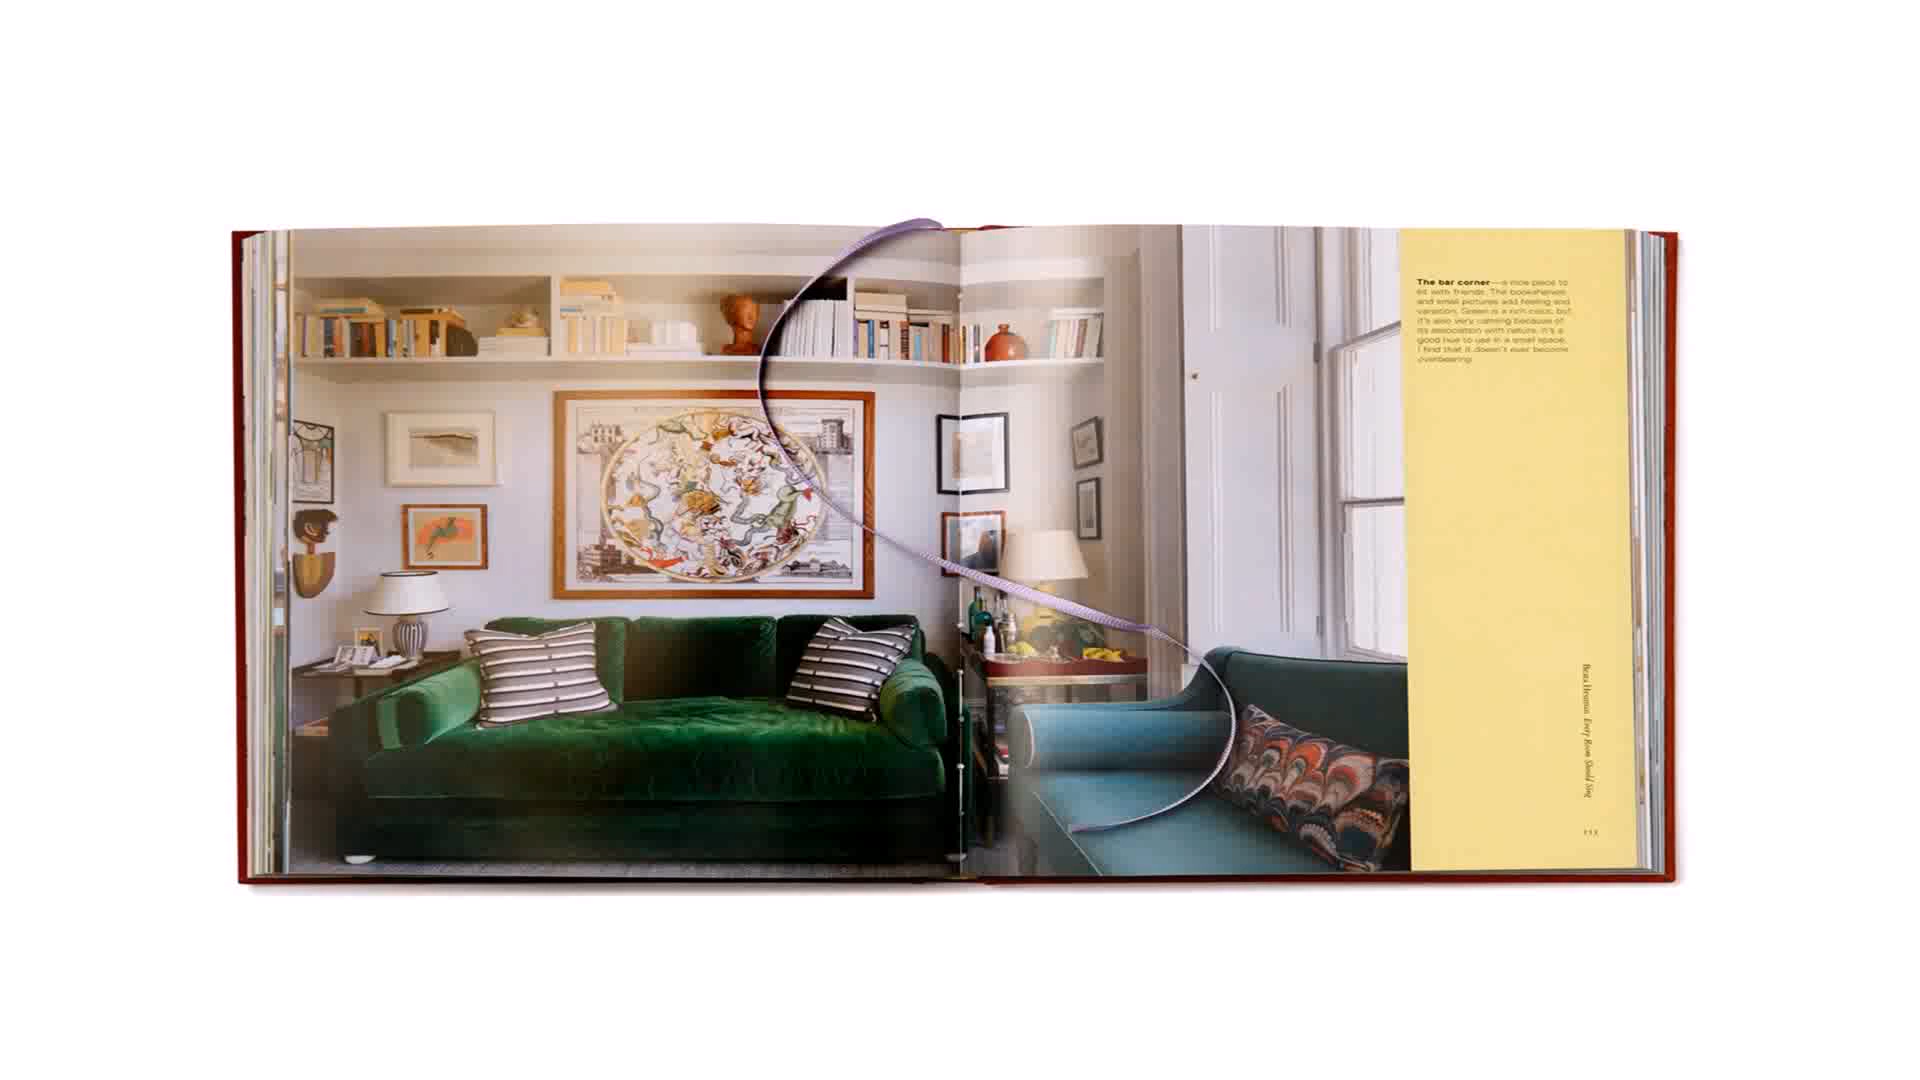 The bar corner—a nice place to
sit with friends. The bookshelves
and small pictures add feeling and
variation. Green is a rich color, but
it's also very calming because of
its association with nature. It's a
good hue to use in a small space.
I find that it doesn't ever become
overbearing.
Beata Heuman Every Room Should Sing